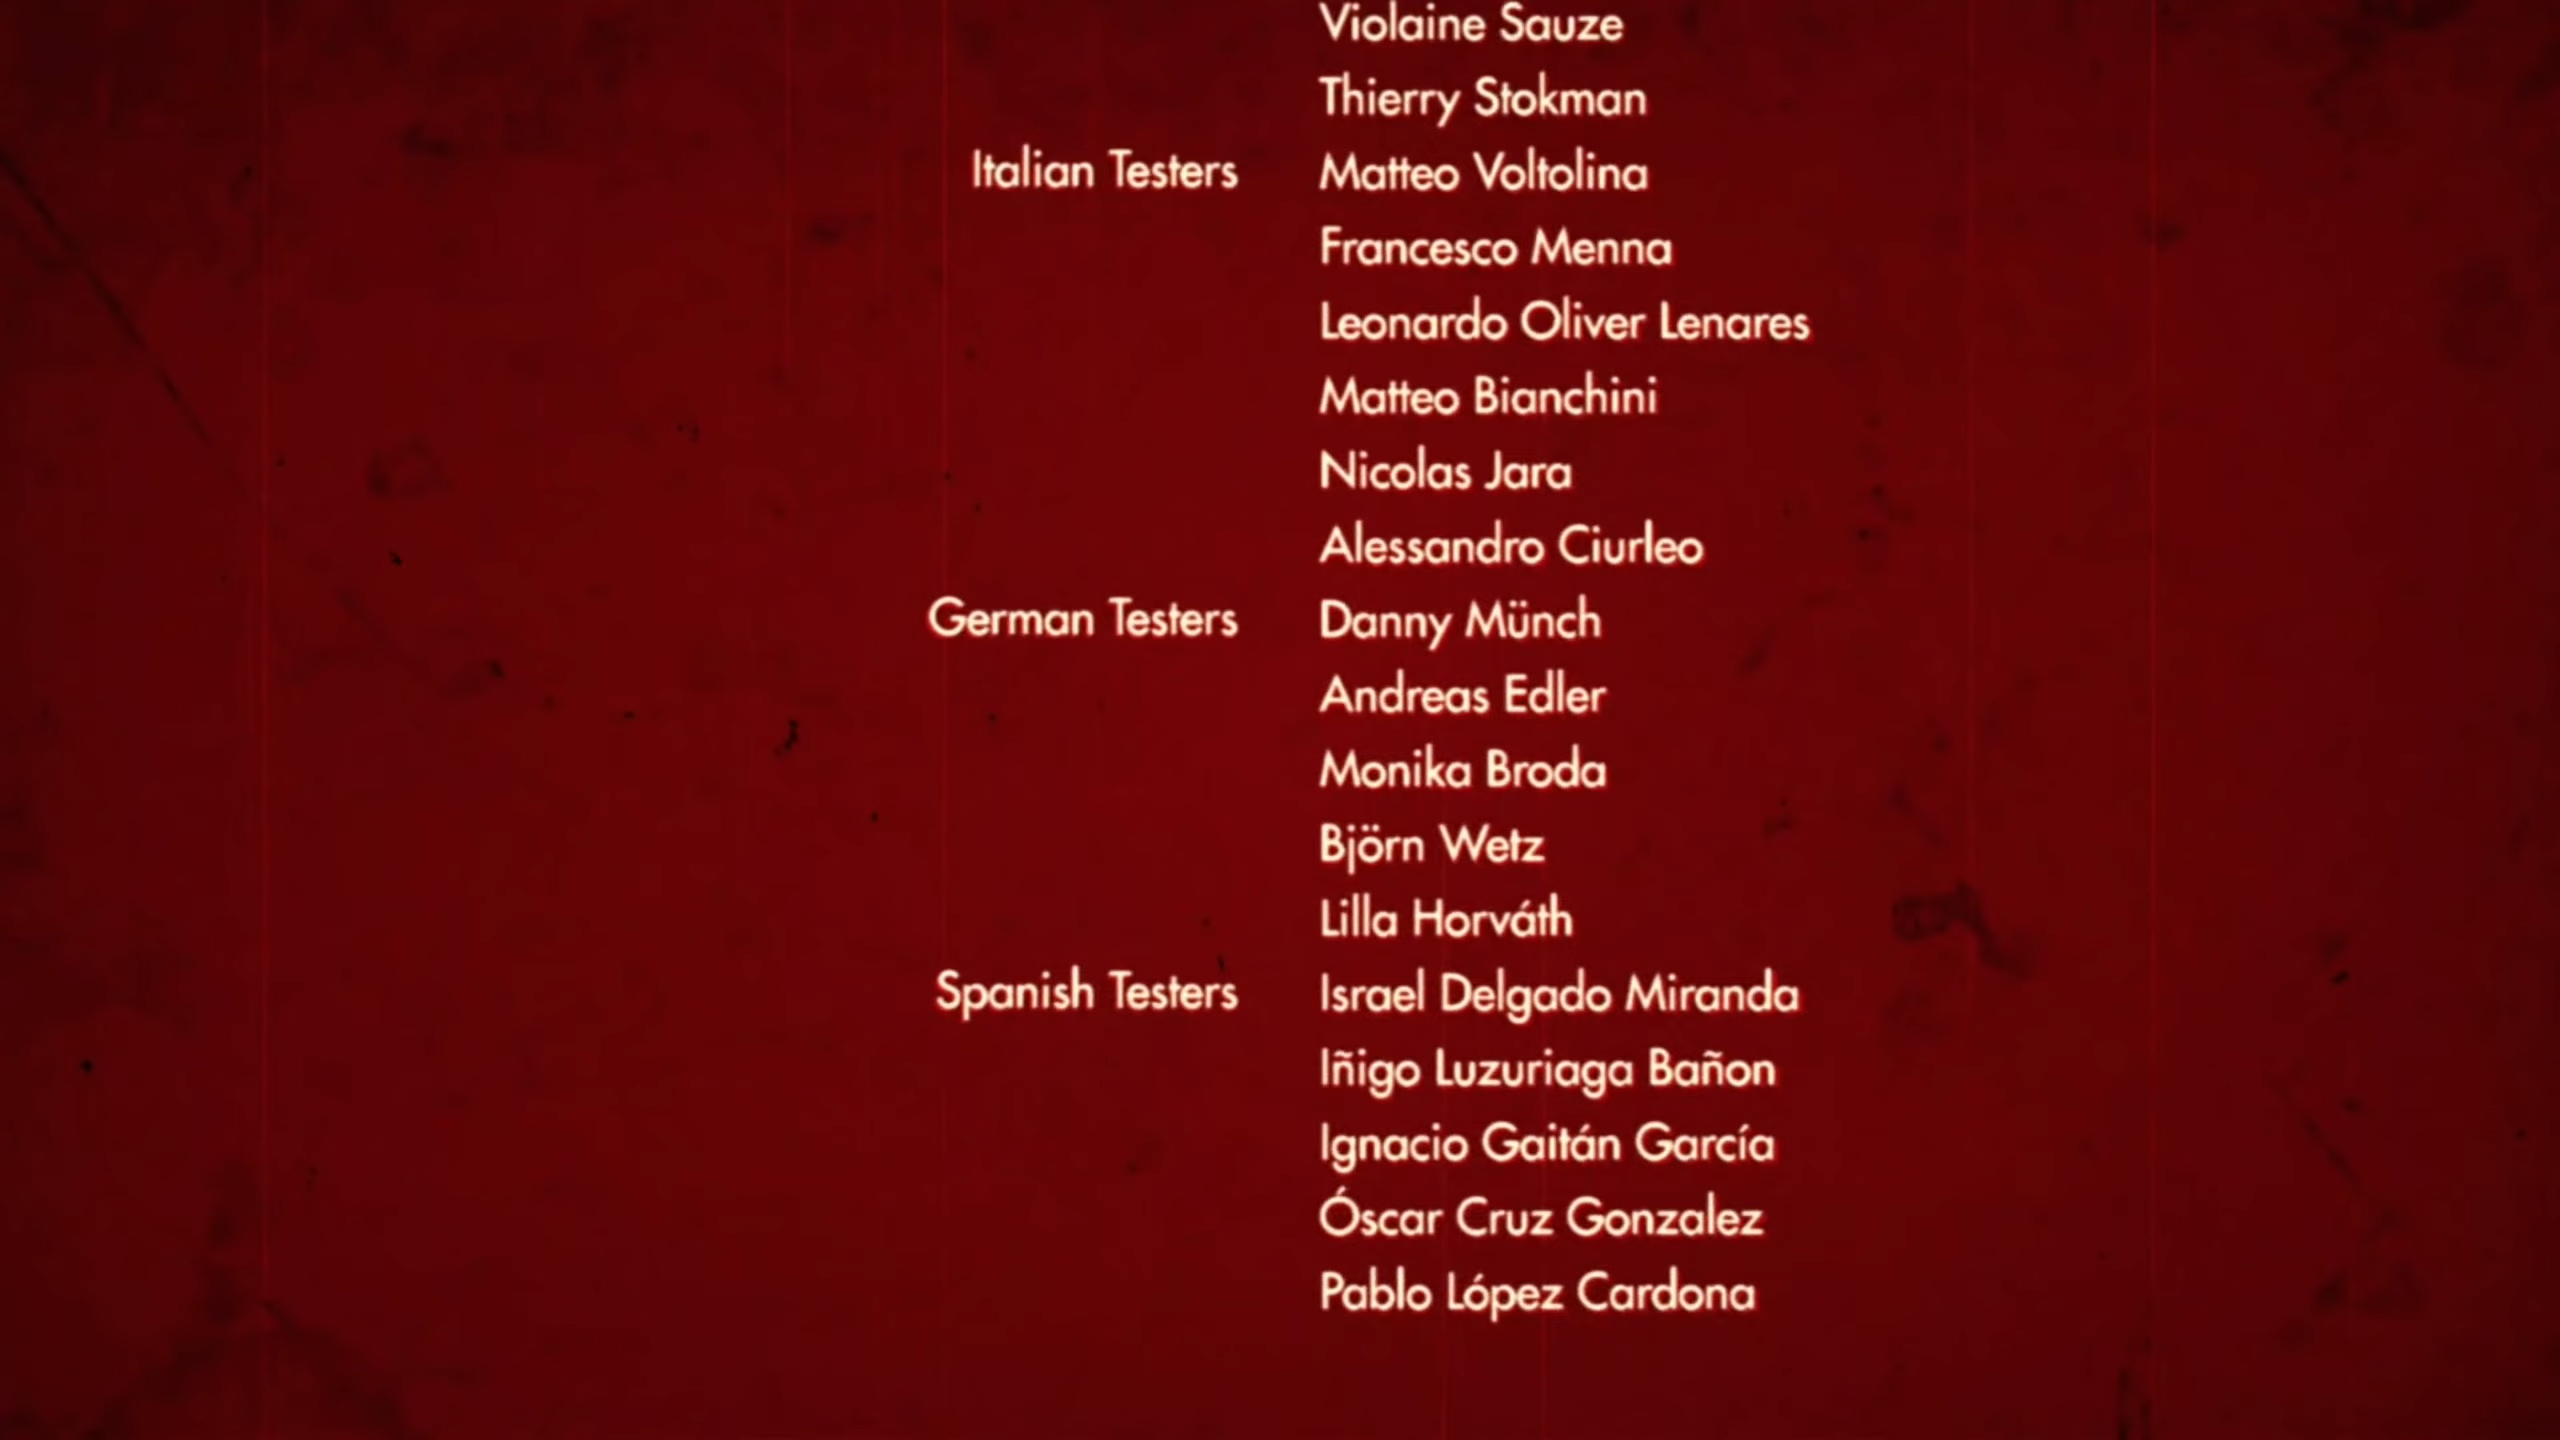 Violaine Sauze
Thierry Stokman
Italian Testers Matteo Voltolina
Francesco Menna
Leonardo Oliver Lenares
Matteo Bianchini
Nicolas Jara
Alessandro Ciurleo
German Testers Danny Münch
Andreas Edler
Monika Broda
Björn Wetz
Lilla Horváth
Spanish Testers Israel Delgado Miranda
Iñigo Luzuriaga Bañon
Ignacio Gaitán García
Óscar Cruz Gonzalez
Pablo López Cardona